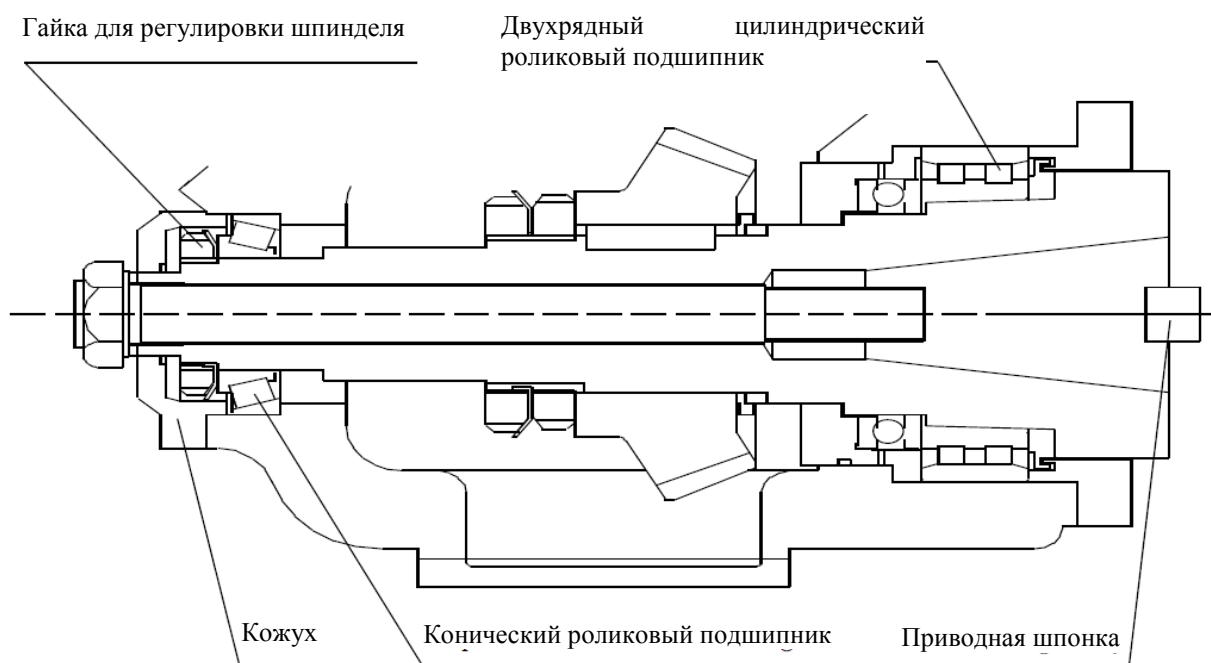 Гайка для регулировки шпинделя
Двухрядный цилиндрический
роликовый подшипник
Кожух
Конический роликовый подшипник
Приводная шпонка